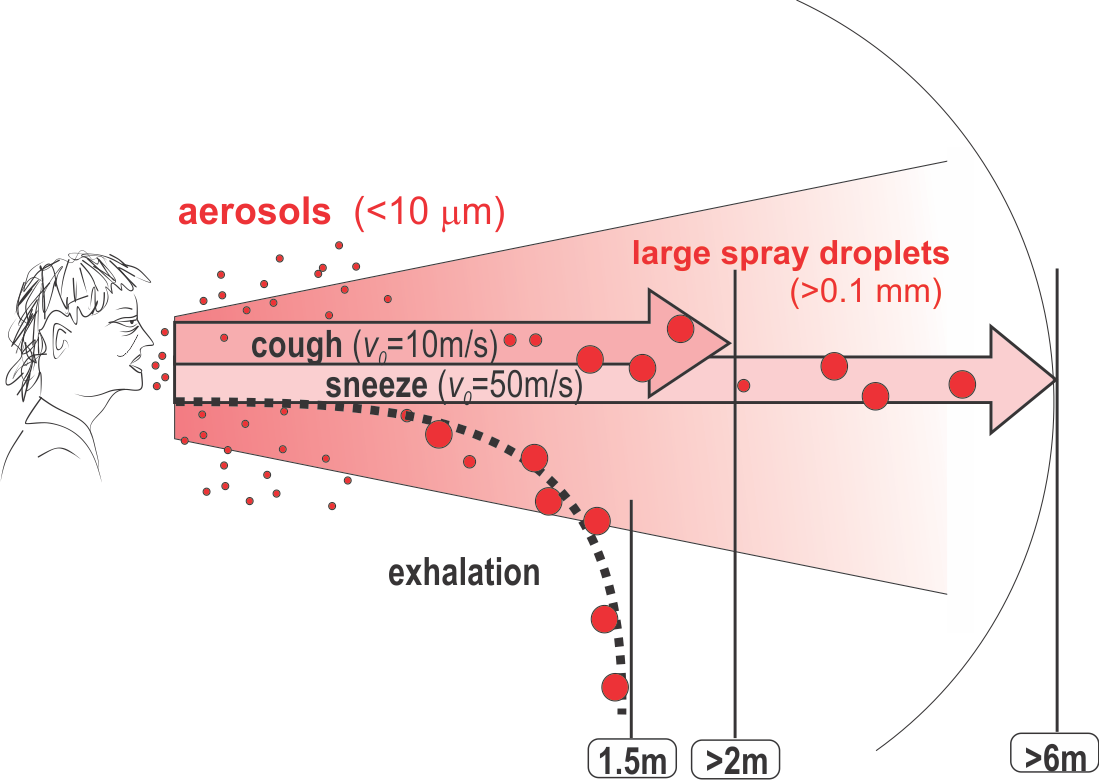 aerosols (<10 μm)
large spray droplets
(>0.1 mm)
cough (v₀=10m/s)
sneeze (v₀=50m/s)
exhalation
1.5m
>2m
>6m